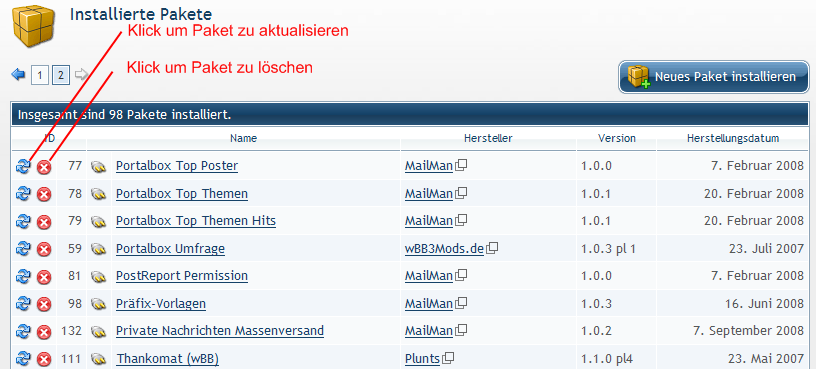 Installierte Pakete
Klick um Paket zu aktualisieren
Klick um Paket zu löschen
1 2
Neues Paket installieren
Insgesamt sind 98 Pakete installiert.
ID Name Hersteller Version Herstellungsdatum
77 Portalbox Top Poster MailMan 1.0.0 7. Februar 2008
78 Portalbox Top Themen MailMan 1.0.1 20. Februar 2008
79 Portalbox Top Themen Hits MailMan 1.0.1 20. Februar 2008
59 Portalbox Umfrage wBB3Mods.de 1.0.3 pl 1 23. Juli 2007
81 PostReport Permission MailMan 1.0.0 7. Februar 2008
98 Präfix-Vorlagen MailMan 1.0.3 16. Juni 2008
132 Private Nachrichten Massenversand MailMan 1.0.2 7. September 2008
111 Thankomat (wBB) Plunts 1.1.0 pl4 23. Mai 2007